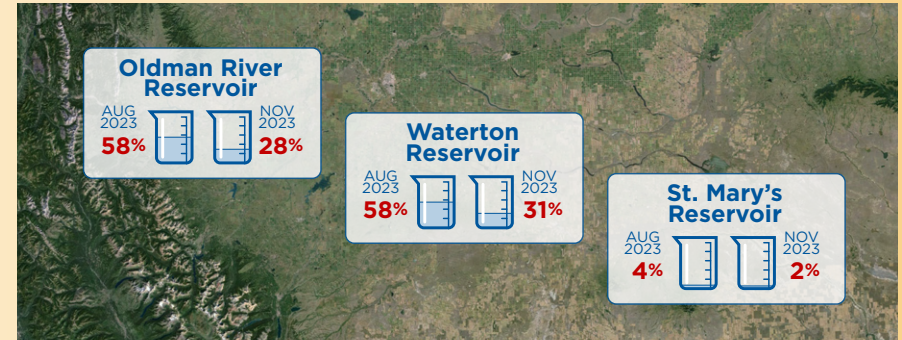 Oldman River
Reservoir
AUG
2023
58%
NOV
2023
28%
Waterton
Reservoir
AUG
2023
58%
NOV
2023
31%
St. Mary's
Reservoir
AUG
2023
4%
NOV
2023
2%